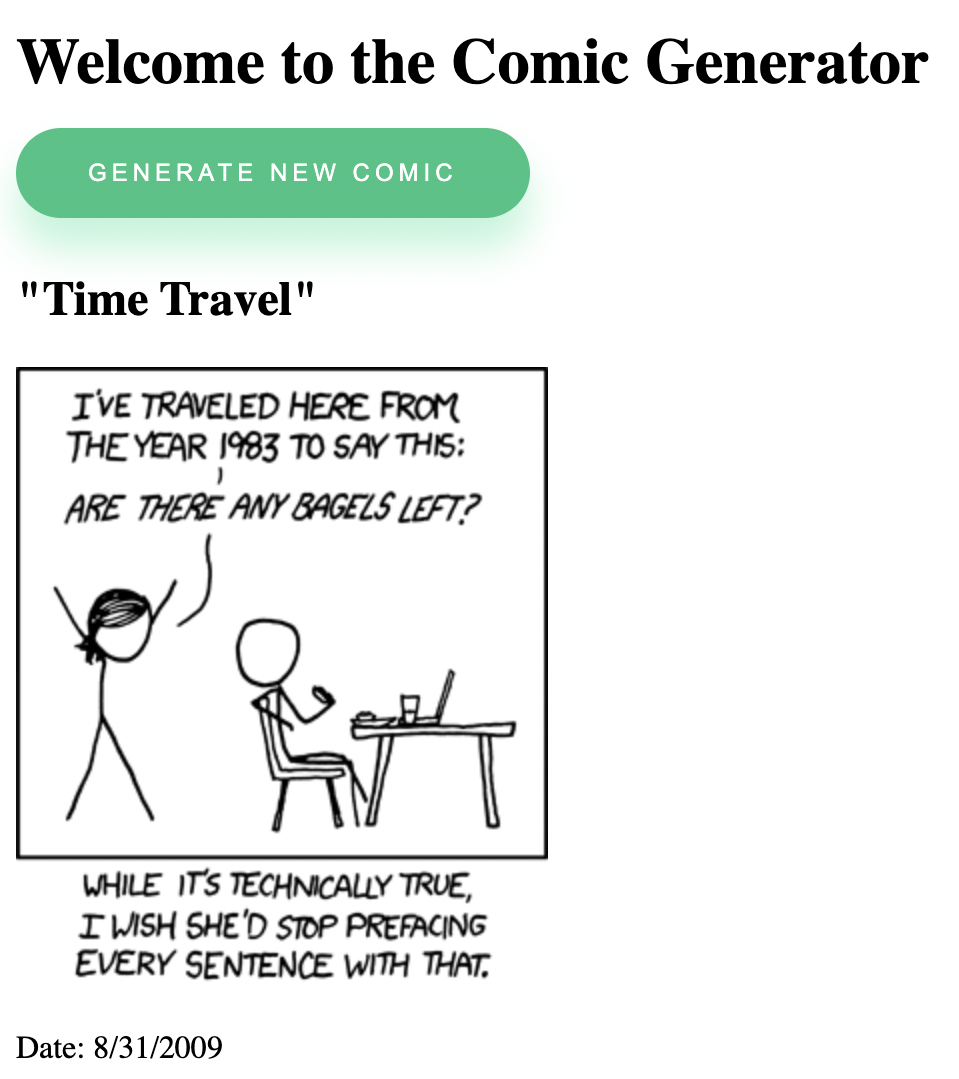 Welcome to the Comic Generator
GENERATE NEW COMIC
"Time Travel"
I'VE TRAVELED HERE FROM
THE YEAR 1983 TO SAY THIS:
ARE THERE ANY BAGELS LEFT?
WHILE IT'S TECHNICALLY TRUE,
I WISH SHE'D STOP PREFACING
EVERY SENTENCE WITH THAT.
Date: 8/31/2009